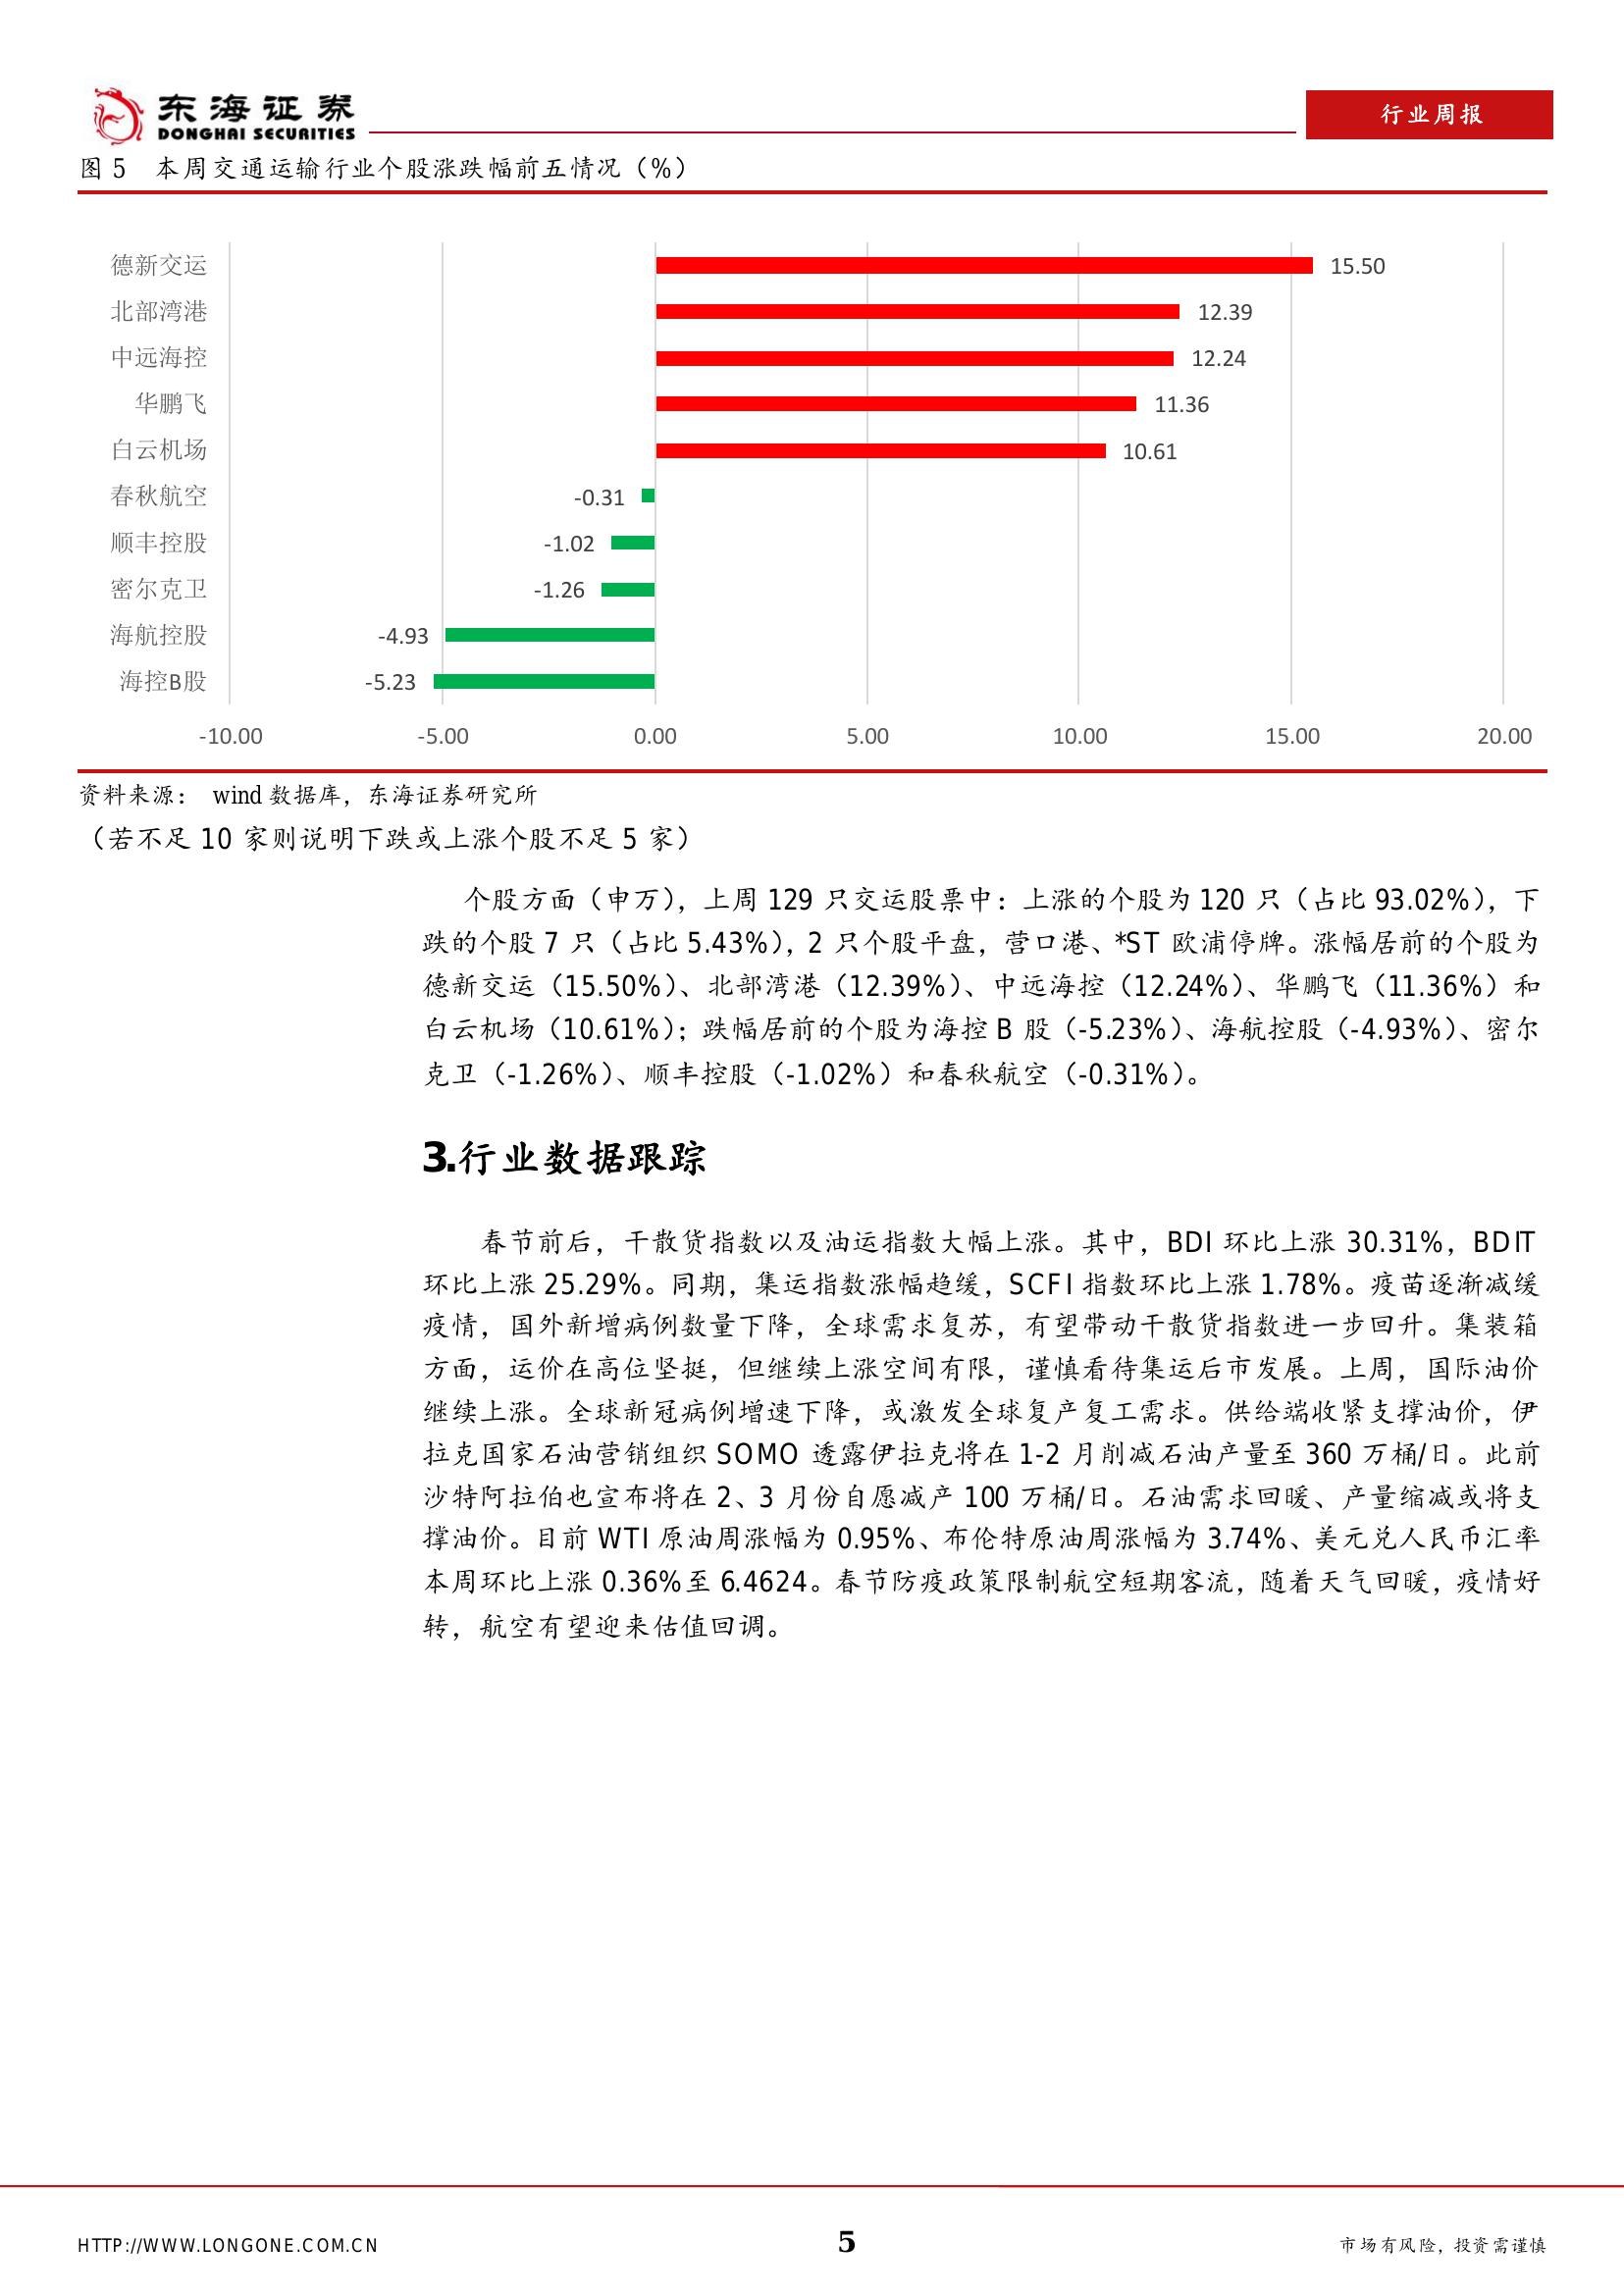 东海证券
DONGHAI SECURITIES
行业周报
图 5 本周交通运输行业个股涨跌幅前五情况（%）
德新交运 15.50
北部湾港 12.39
中远海控 12.24
华鹏飞 11.36
白云机场 10.61
春秋航空 -0.31
顺丰控股 -1.02
密尔克卫 -1.26
海航控股 -4.93
海控B股 -5.23
-10.00 -5.00 0.00 5.00 10.00 15.00 20.00
资料来源： wind 数据库，东海证券研究所
（若不足 10 家则说明下跌或上涨个股不足 5 家）
个股方面（申万），上周 129 只交运股票中：上涨的个股为 120 只（占比 93.02%），下
跌的个股 7 只（占比 5.43%），2 只个股平盘，营口港、*ST 欧浦停牌。涨幅居前的个股为
德新交运（15.50%）、北部湾港（12.39%）、中远海控（12.24%）、华鹏飞（11.36%）和
白云机场（10.61%）；跌幅居前的个股为海控 B 股（-5.23%）、海航控股（-4.93%）、密尔
克卫（-1.26%）、顺丰控股（-1.02%）和春秋航空（-0.31%）。
3.行业数据跟踪
春节前后，干散货指数以及油运指数大幅上涨。其中，BDI 环比上涨 30.31%，BDIT
环比上涨 25.29%。同期，集运指数涨幅趋缓，SCFI 指数环比上涨 1.78%。疫苗逐渐减缓
疫情，国外新增病例数量下降，全球需求复苏，有望带动干散货指数进一步回升。集装箱
方面，运价在高位坚挺，但继续上涨空间有限，谨慎看待集运后市发展。上周，国际油价
继续上涨。全球新冠病例增速下降，或激发全球复产复工需求。供给端收紧支撑油价，伊
拉克国家石油营销组织 SOMO 透露伊拉克将在 1-2 月削减石油产量至 360 万桶/日。此前
沙特阿拉伯也宣布将在 2、3 月份自愿减产 100 万桶/日。石油需求回暖、产量缩减或将支
撑油价。目前 WTI 原油周涨幅为 0.95%、布伦特原油周涨幅为 3.74%、美元兑人民币汇率
本周环比上涨 0.36%至 6.4624。春节防疫政策限制航空短期客流，随着天气回暖，疫情好
转，航空有望迎来估值回调。
HTTP://WWW.LONGONE.COM.CN
5
市场有风险，投资需谨慎